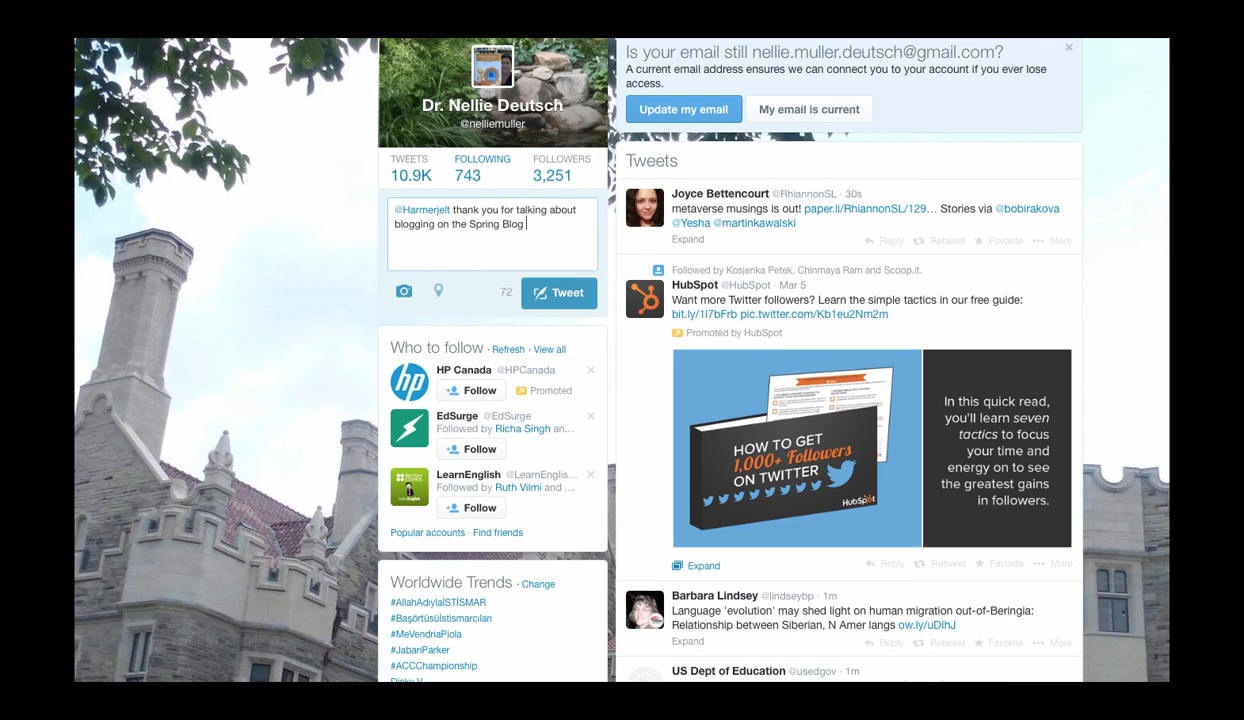 Dr. Nellie Deutsch
@nelliemuller
TWEETS FOLLOWING FOLLOWERS
10.9K 743 3,251
@Harmerjelt thank you for talking about
blogging on the Spring Blog
72 Tweet
Who to follow · Refresh · View all
hp
HP Canada @HPCanada
Follow Promoted
EdSurge @EdSurge
Followed by Richa Singh an...
Follow
LearnEnglish @LearnEnglis...
Followed by Ruth Vilmi and ...
Follow
Popular accounts · Find friends
Worldwide Trends · Change
#AllahAdıylaİSTİSMAR
#Başörtüsüİstismarcıları
#MeVendriaPiola
#JabariParker
#ACCChampionship
Dicky V
Is your email still nellie.muller.deutsch@gmail.com?
A current email address ensures we can connect you to your account if you ever lose
access.
Update my email My email is current
Tweets
Joyce Bettencourt @RhiannonSL · 30s
metaverse musings is out! paper.li/RhiannonSL/129… Stories via @bobirakova
@Yesha @martinkawalski
Expand Reply Retweet Favorite More
Followed by Kosjenka Petek, Chinmaya Ram and Scoop.it.
HubSpot @HubSpot · Mar 5
Want more Twitter followers? Learn the simple tactics in our free guide:
bit.ly/1l7bFrb pic.twitter.com/Kb1eu2Nm2m
Promoted by HubSpot
HOW TO GET
1,000+ Followers
ON TWITTER
HubSpot
In this quick read,
you'll learn seven
tactics to focus
your time and
energy on to see
the greatest gains
in followers.
Expand Reply Retweet Favorite More
Barbara Lindsey @lindseybp · 1m
Language 'evolution' may shed light on human migration out-of-Beringia:
Relationship between Siberian, N Amer langs ow.ly/uDIhJ
Expand Reply Retweet Favorite More
US Dept of Education @usedgov · 1m